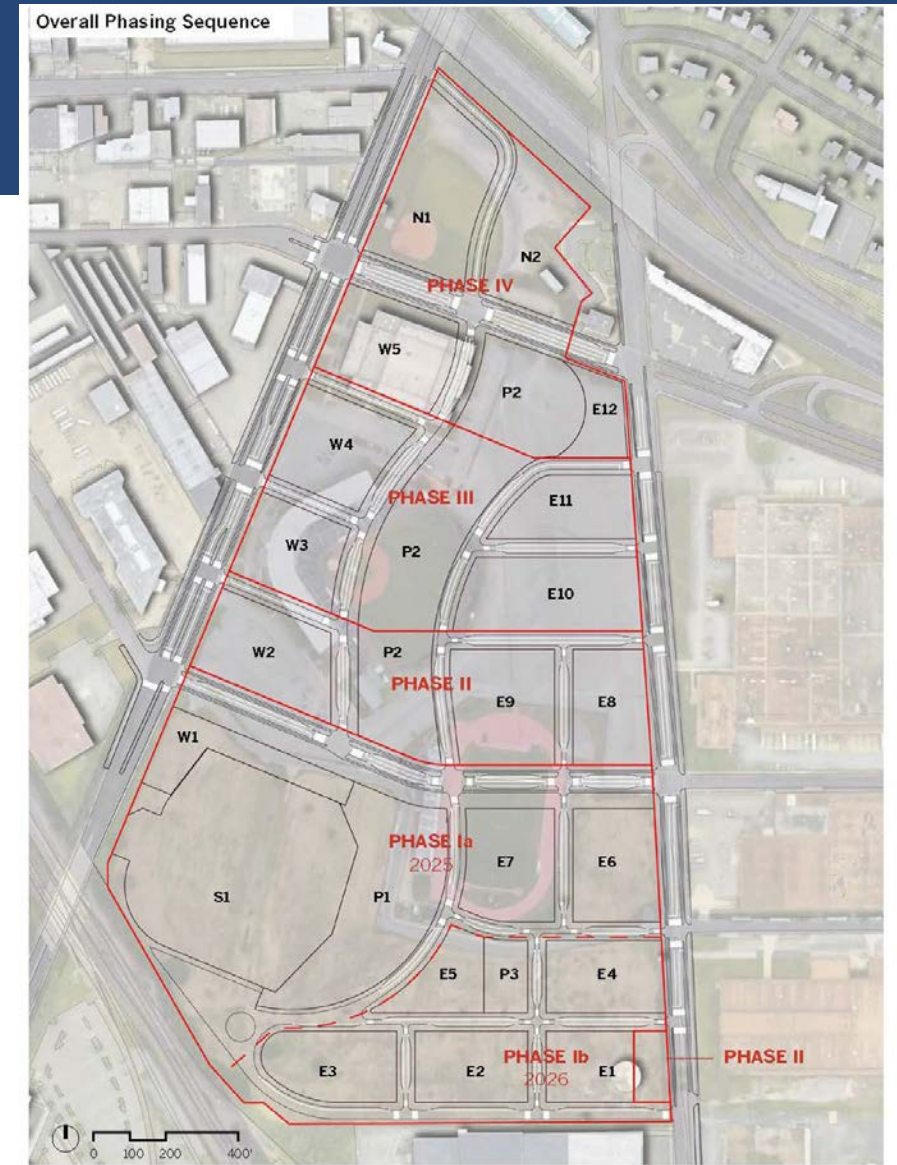 Overall Phasing Sequence
N1
N2
PHASE IV
W5
P2
E12
W4
PHASE III
E11
W3
P2
E10
W2
P2
PHASE II
E9
E8
W1
PHASE Ia
2025
E7
E6
S1
P1
E5
P3
E4
E3
E2
PHASE Ib
2026
E1
PHASE II
0 100 200 400'